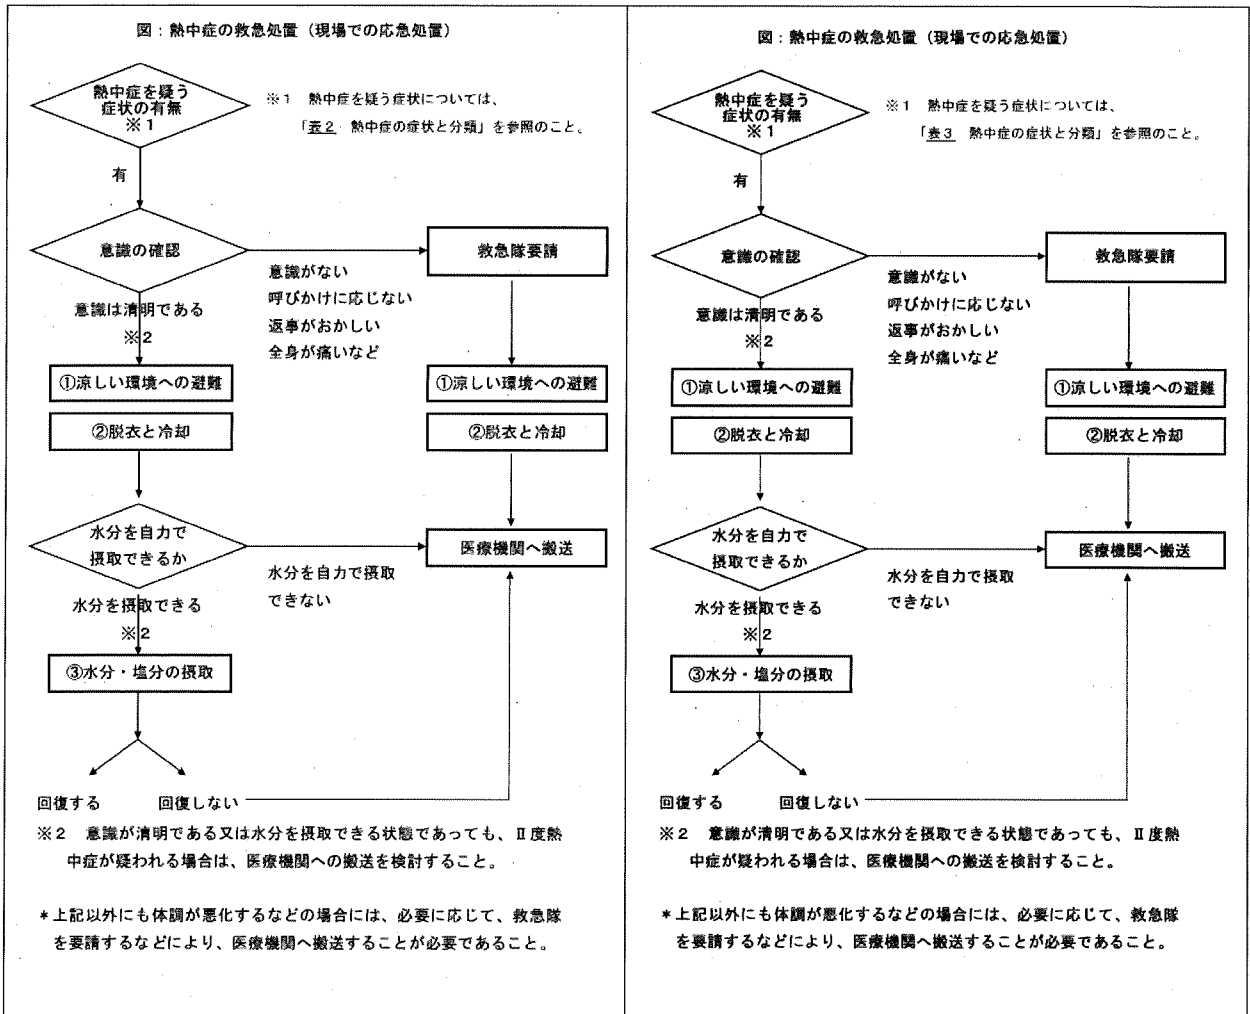 図：熱中症の救急処置（現場での応急処置）
熱中症を疑う
症状の有無
※１
※１　熱中症を疑う症状については、
「表２　熱中症の症状と分類」を参照のこと。
有
意識の確認
救急隊要請
意識がない
呼びかけに応じない
返事がおかしい
全身が痛いなど
意識は清明である
※２
①涼しい環境への避難
①涼しい環境への避難
②脱衣と冷却
②脱衣と冷却
水分を自力で
摂取できるか
医療機関へ搬送
水分を自力で摂取
できない
水分を摂取できる
※２
③水分・塩分の摂取
回復する
回復しない
※２　意識が清明である又は水分を摂取できる状態であっても、Ⅱ度熱
中症が疑われる場合は、医療機関への搬送を検討すること。
＊上記以外にも体調が悪化するなどの場合には、必要に応じて、救急隊
を要請するなどにより、医療機関へ搬送することが必要であること。
図：熱中症の救急処置（現場での応急処置）
熱中症を疑う
症状の有無
※１
※１　熱中症を疑う症状については、
「表３　熱中症の症状と分類」を参照のこと。
有
意識の確認
救急隊要請
意識がない
呼びかけに応じない
返事がおかしい
全身が痛いなど
意識は清明である
※２
①涼しい環境への避難
①涼しい環境への避難
②脱衣と冷却
②脱衣と冷却
水分を自力で
摂取できるか
医療機関へ搬送
水分を自力で摂取
できない
水分を摂取できる
※２
③水分・塩分の摂取
回復する
回復しない
※２　意識が清明である又は水分を摂取できる状態であっても、Ⅱ度熱
中症が疑われる場合は、医療機関への搬送を検討すること。
＊上記以外にも体調が悪化するなどの場合には、必要に応じて、救急隊
を要請するなどにより、医療機関へ搬送することが必要であること。